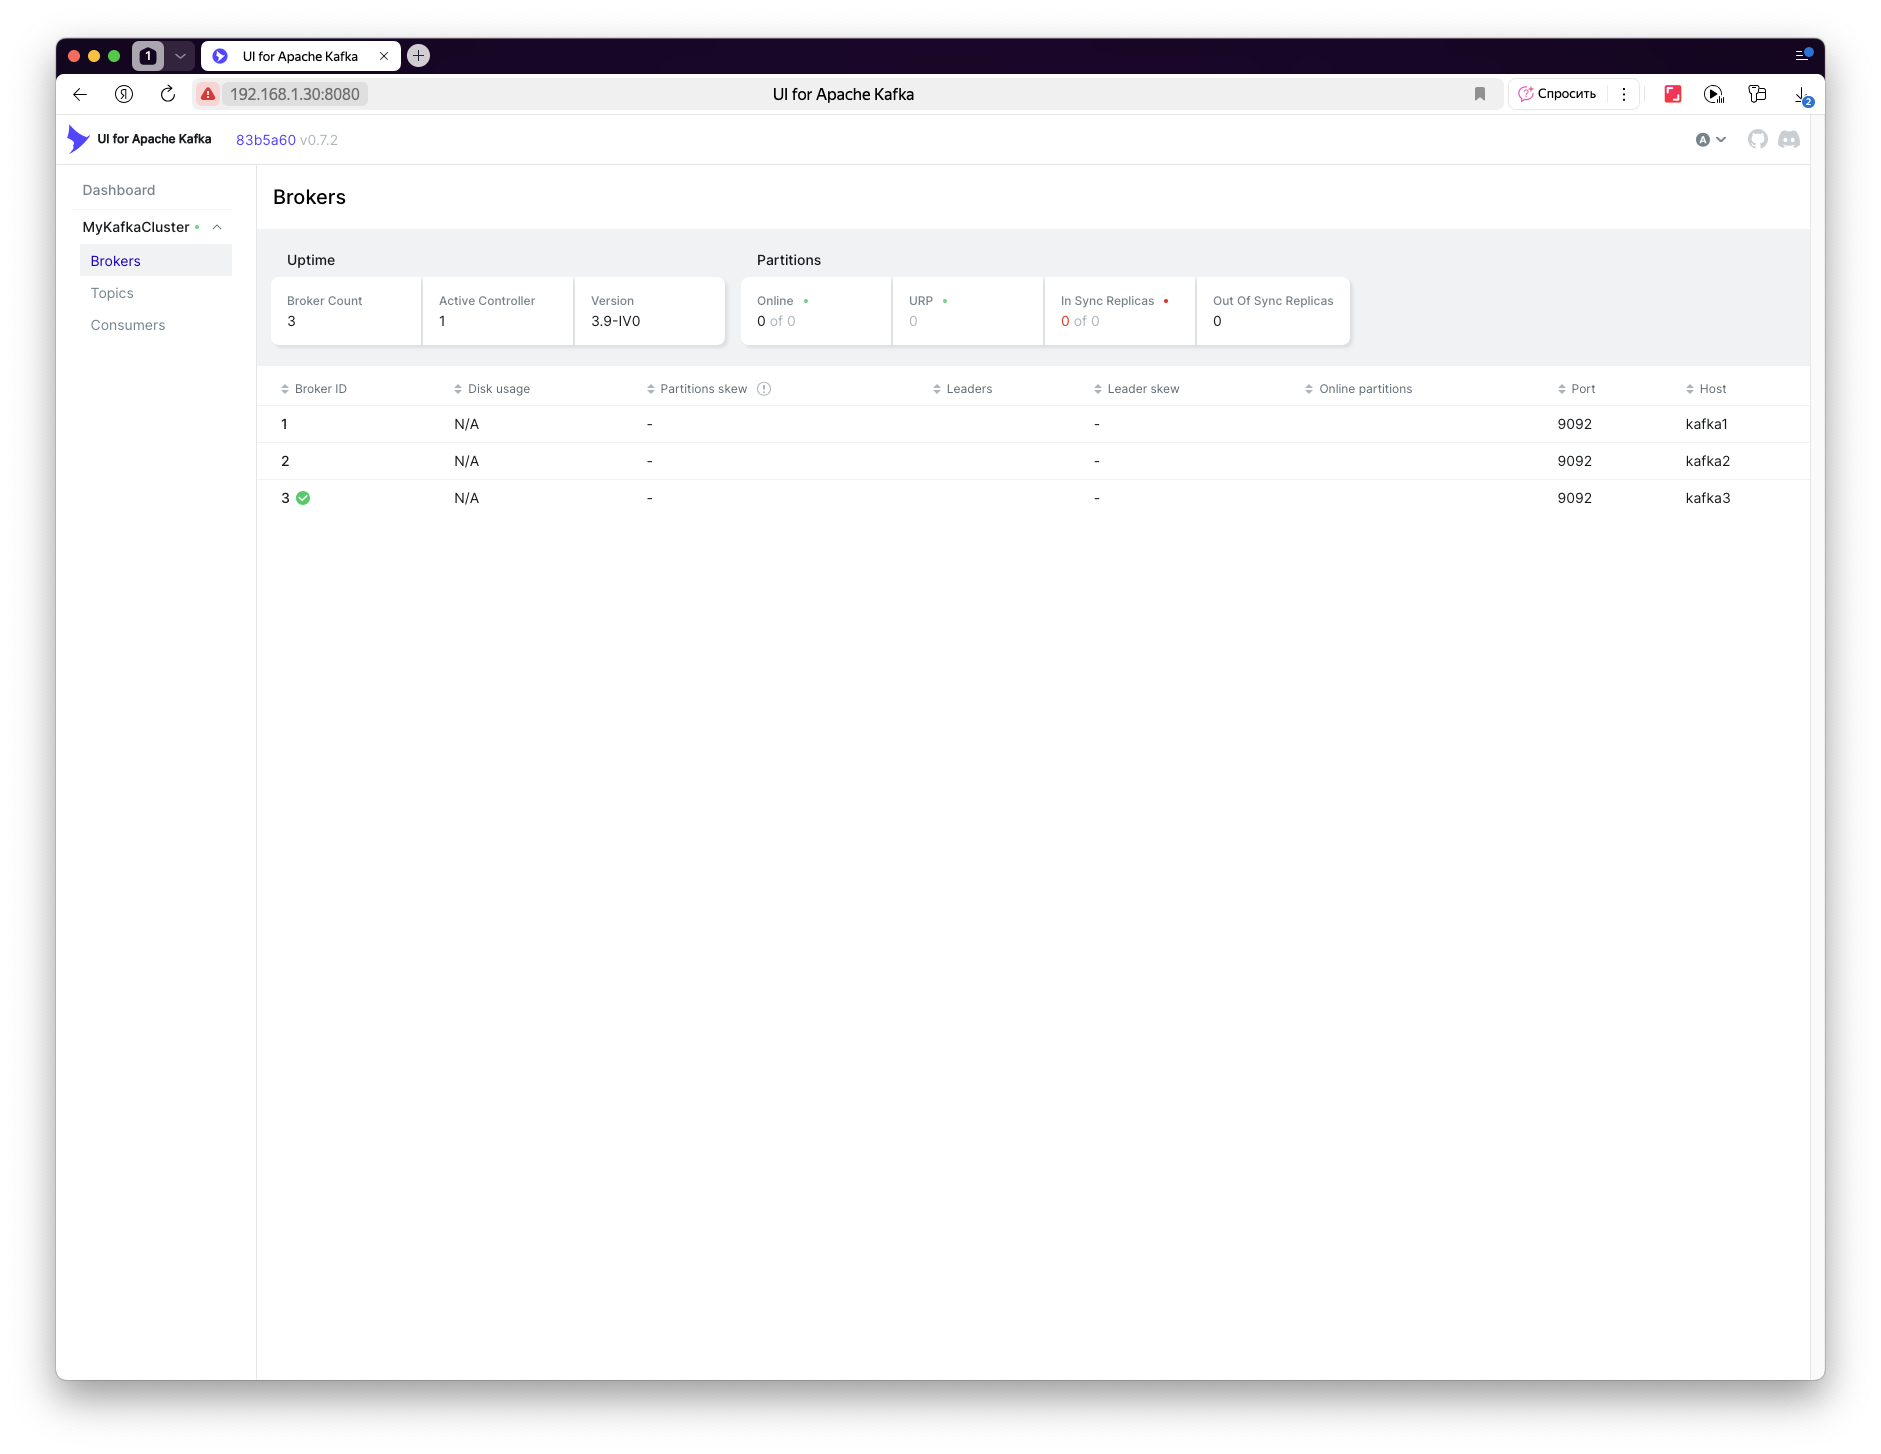 1
UI for Apache Kafka
192.168.1.30:8080
UI for Apache Kafka
Спросить
2
UI for Apache Kafka
83b5a60 v0.7.2
A
Dashboard
MyKafkaCluster
Brokers
Topics
Consumers
Brokers
Uptime
Broker Count
3
Active Controller
1
Version
3.9-IV0
Partitions
Online
0 of 0
URP
0
In Sync Replicas
0 of 0
Out Of Sync Replicas
0
Broker ID Disk usage Partitions skew Leaders Leader skew Online partitions Port Host
1 N/A - - 9092 kafka1
2 N/A - - 9092 kafka2
3 N/A - - 9092 kafka3